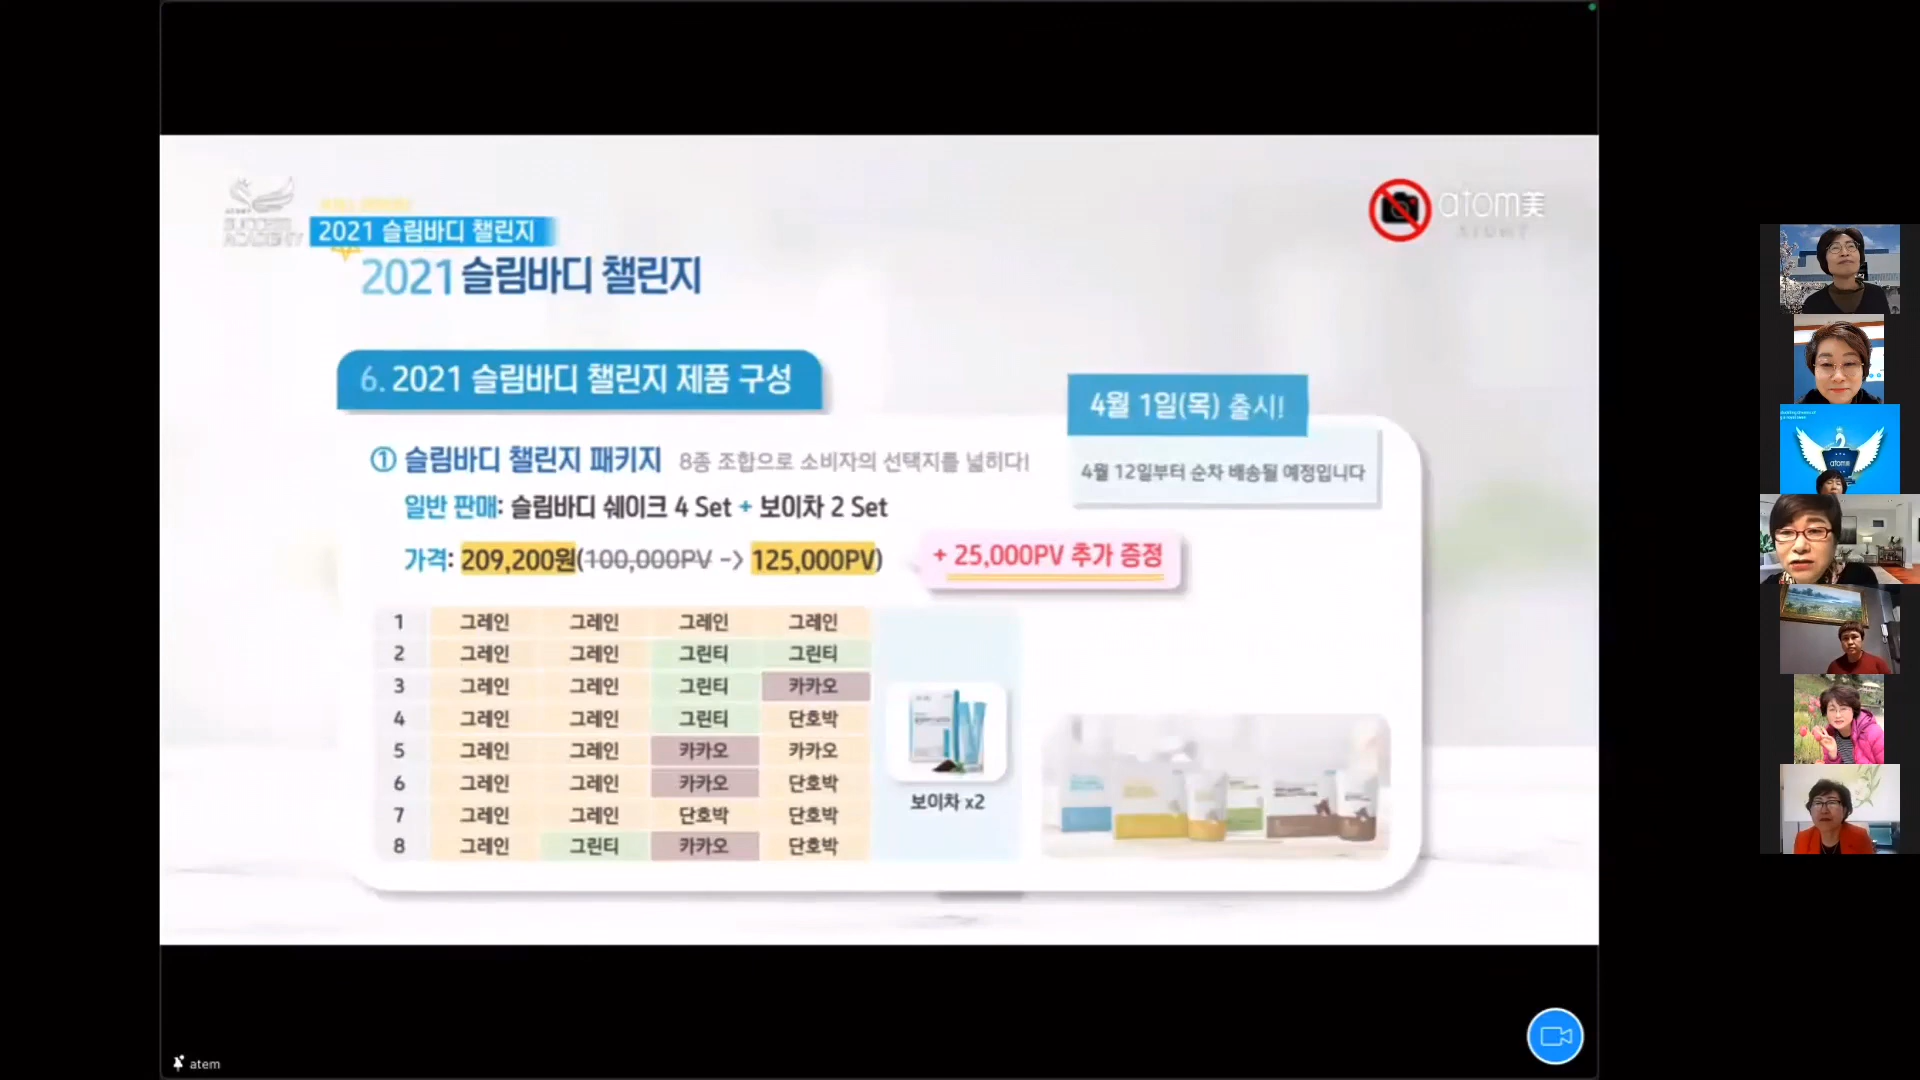 SUCCESS
ACADEMY
2021 슬림바디 챌린지
2021 슬림바디 챌린지
atom美
ATOMY
6. 2021 슬림바디 챌린지 제품 구성
4월 1일(목) 출시!
4월 12일부터 순차 배송될 예정입니다
① 슬림바디 챌린지 패키지 8종 조합으로 소비자의 선택지를 넓히다!
일반 판매: 슬림바디 쉐이크 4 Set + 보이차 2 Set
가격: 209,200원(100,000PV -> 125,000PV)
+ 25,000PV 추가 증정
1 그레인 그레인 그레인 그레인
2 그레인 그레인 그린티 그린티
3 그레인 그레인 그린티 카카오
4 그레인 그레인 그린티 단호박
5 그레인 그레인 카카오 카카오
6 그레인 그레인 카카오 단호박
7 그레인 그레인 단호박 단호박
8 그레인 그린티 카카오 단호박
보이차 x2
atem
atom美